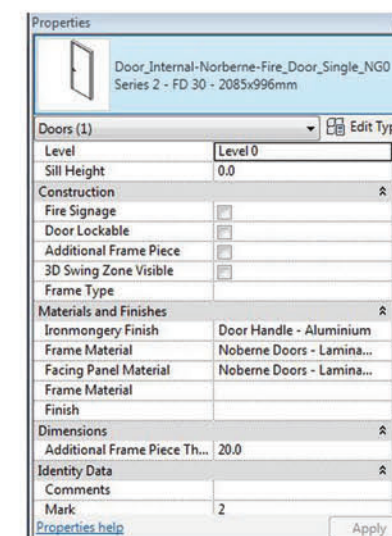 Properties
Door_Internal-Norberne-Fire_Door_Single_NG0
Series 2 - FD 30 - 2085x996mm
Doors (1) Edit Typ
Level Level 0
Sill Height 0.0
Construction
Fire Signage
Door Lockable
Additional Frame Piece
3D Swing Zone Visible
Frame Type
Materials and Finishes
Ironmongery Finish Door Handle - Aluminium
Frame Material Noberne Doors - Lamina...
Facing Panel Material Noberne Doors - Lamina...
Frame Material
Finish
Dimensions
Additional Frame Piece Th... 20.0
Identity Data
Comments
Mark 2
Properties help Apply